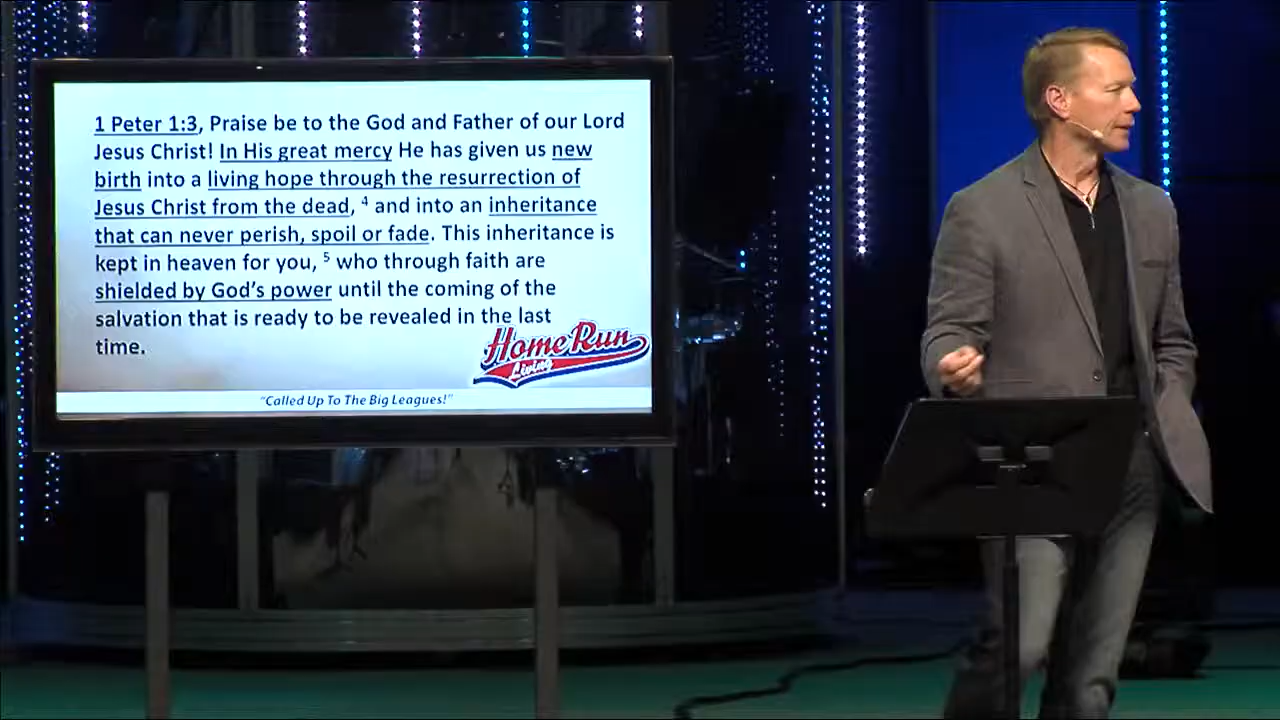 1 Peter 1:3, Praise be to the God and Father of our Lord
Jesus Christ! In His great mercy He has given us new
birth into a living hope through the resurrection of
Jesus Christ from the dead, ⁴ and into an inheritance
that can never perish, spoil or fade. This inheritance is
kept in heaven for you, ⁵ who through faith are
shielded by God’s power until the coming of the
salvation that is ready to be revealed in the last
time.
Home Run
Living
“Called Up To The Big Leagues!”